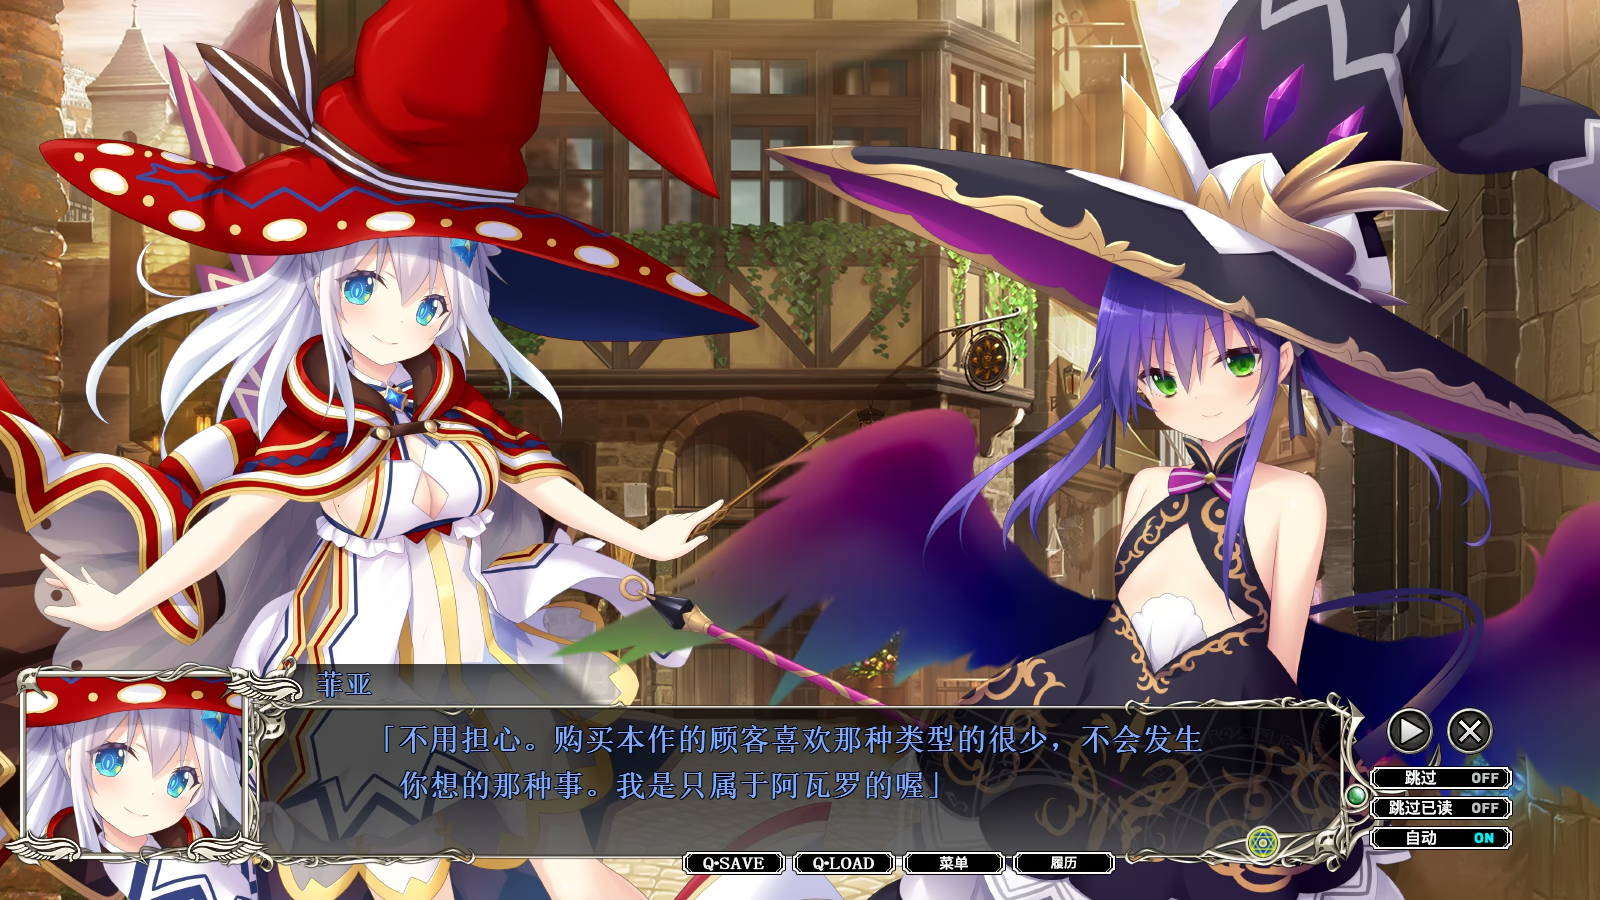 菲亚
「不用担心。购买本作的顾客喜欢那种类型的很少，不会发生
你想的那种事。我是只属于阿瓦罗的喔」
跳过 OFF
跳过已读 OFF
自动 ON
Q•SAVE Q•LOAD 菜单 履历